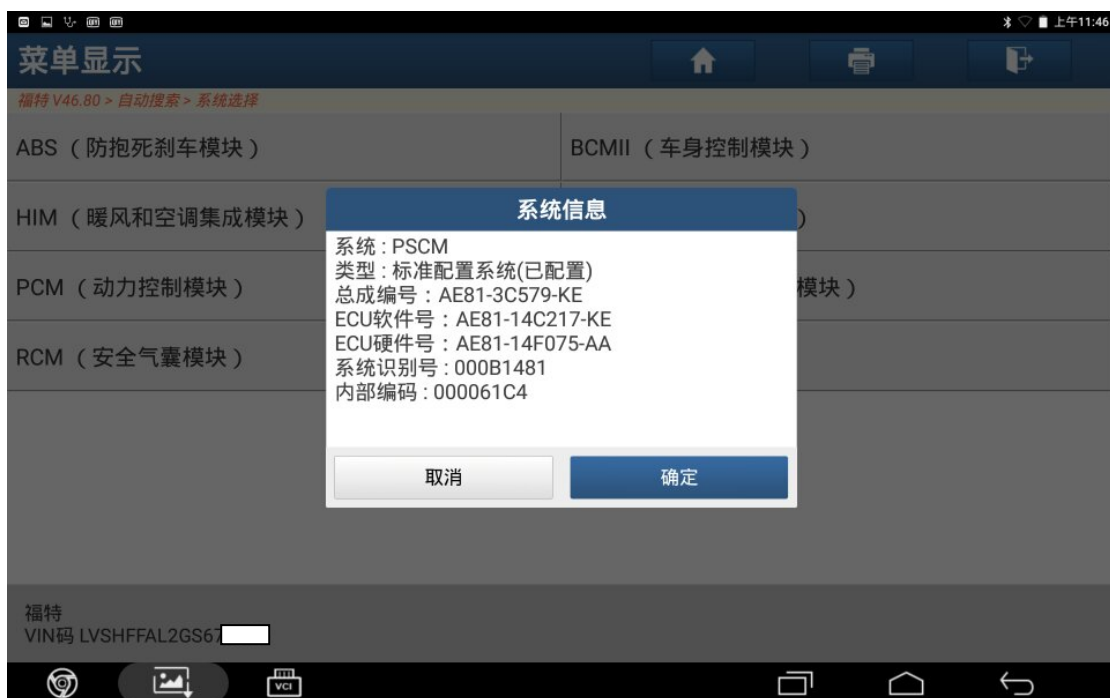 上午11:46
菜单显示
福特 V46.80 > 自动搜索 > 系统选择
ABS （防抱死刹车模块）
BCMII （车身控制模块）
HIM （暖风和空调集成模块）
)
PCM （动力控制模块）
模块）
RCM （安全气囊模块）
系统信息
系统 : PSCM
类型 : 标准配置系统(已配置)
总成编号：AE81-3C579-KE
ECU软件号：AE81-14C217-KE
ECU硬件号：AE81-14F075-AA
系统识别号 : 000B1481
内部编码 : 000061C4
取消
确定
福特
VIN码 LVSHFFAL2GS67
VCI